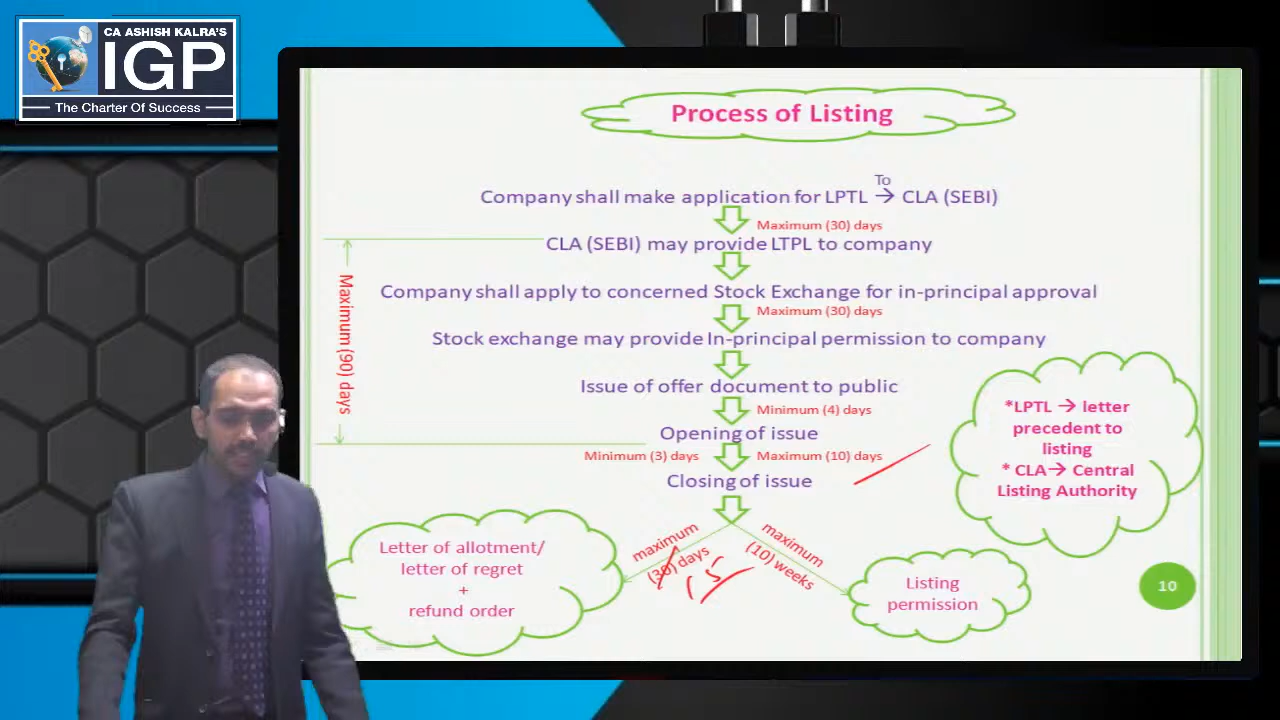 CA ASHISH KALRA'S
IGP
The Charter Of Success
Process of Listing
To
Company shall make application for LPTL → CLA (SEBI)
Maximum (30) days
CLA (SEBI) may provide LTPL to company
Company shall apply to concerned Stock Exchange for in-principal approval
Maximum (30) days
Stock exchange may provide In-principal permission to company
Maximum (90) days
Issue of offer document to public
Minimum (4) days
Opening of issue
Minimum (3) days Maximum (10) days
Closing of issue
*LPTL → letter
precedent to
listing
* CLA→ Central
Listing Authority
maximum
(30) days
15
maximum
(10) weeks
Letter of allotment/
letter of regret
+
refund order
Listing
permission
10